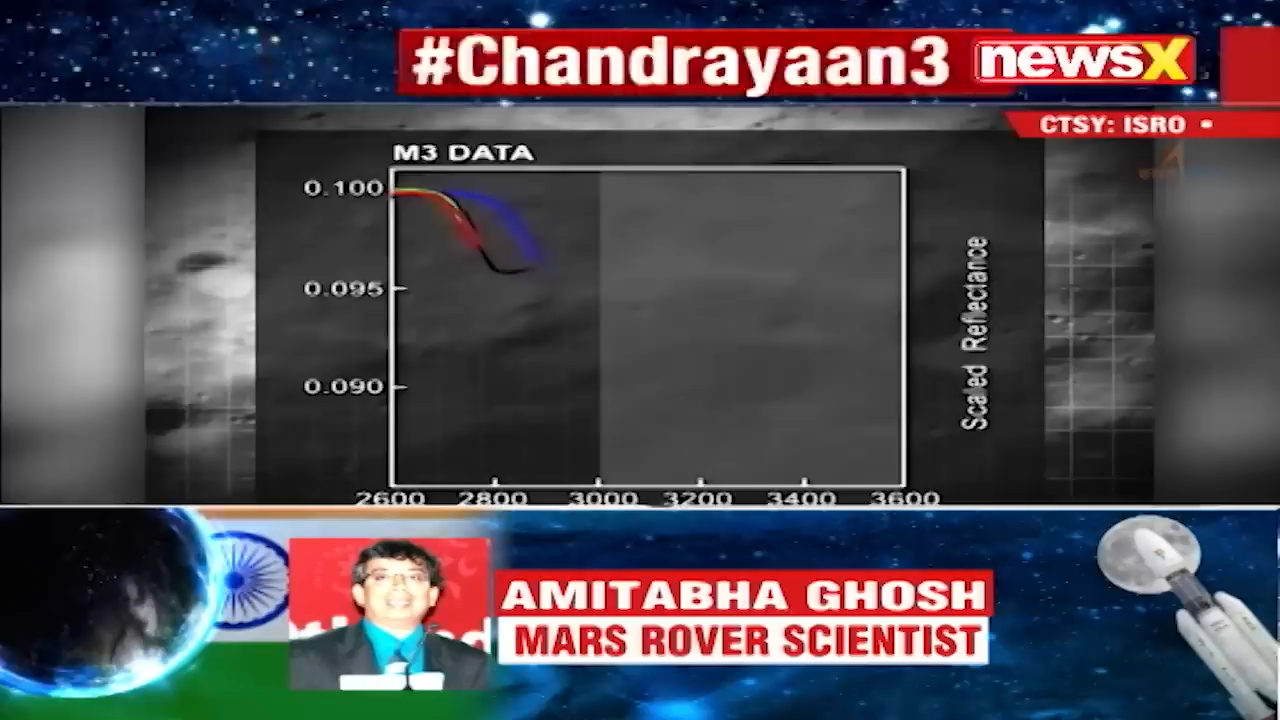 #Chandrayaan3
newsX
CTSY: ISRO
M3 DATA
0.100
0.095
0.090
2600 2800 3000 3200 3400 3600
Scaled Reflectance
AMITABHA GHOSH
MARS ROVER SCIENTIST